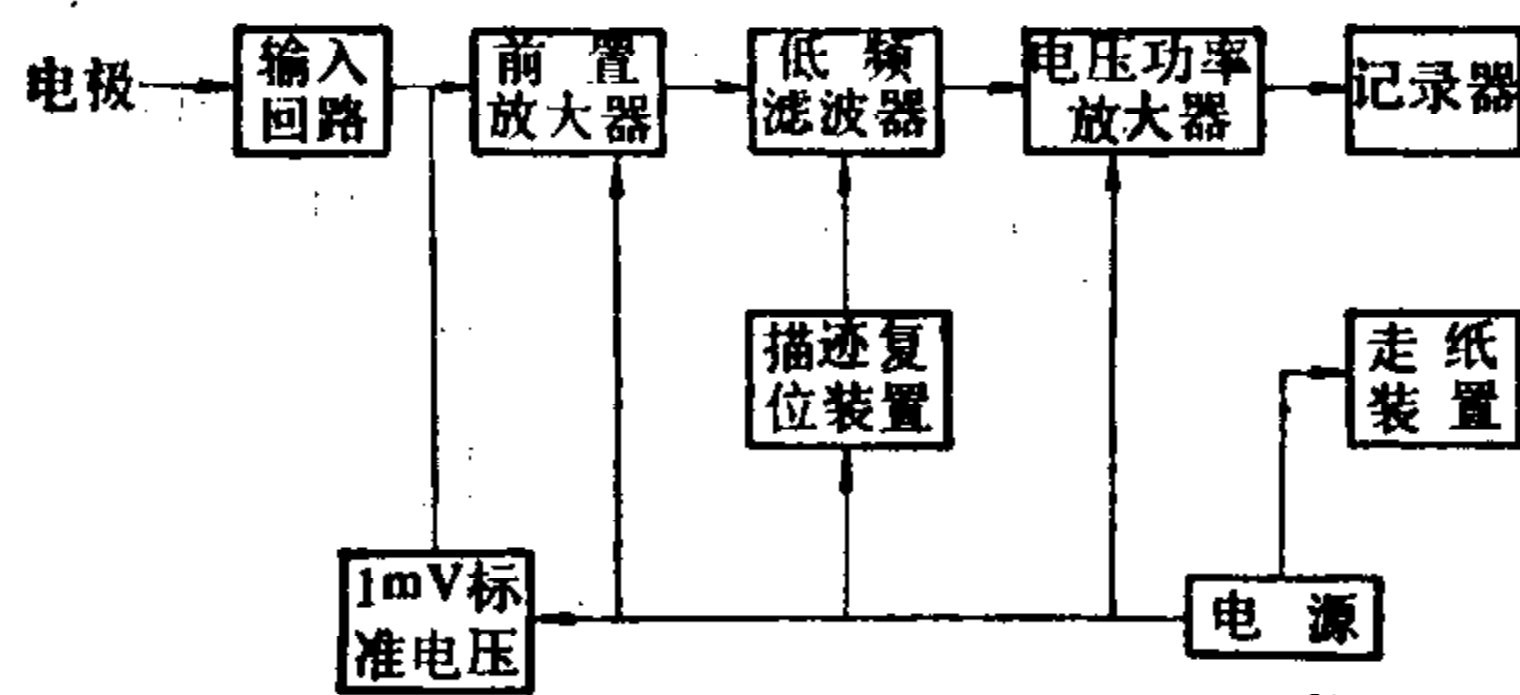 电极
输入
回路
前置
放大器
低频
滤波器
电压功率
放大器
记录器
描迹复
位装置
走纸
装置
1mV标
准电压
电源